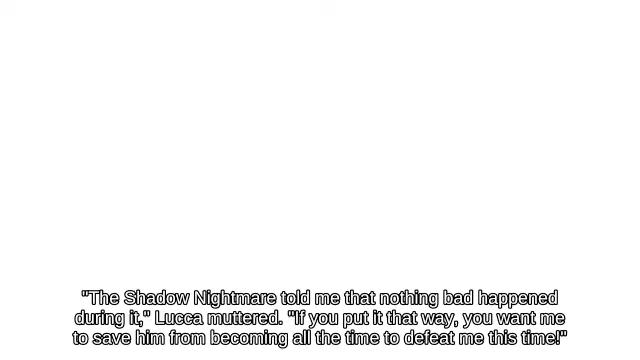 "The Shadow Nightmare told me that nothing bad happened
during it," Lucca muttered. "If you put it that way, you want me
to save him from becoming all the time to defeat me this time!"